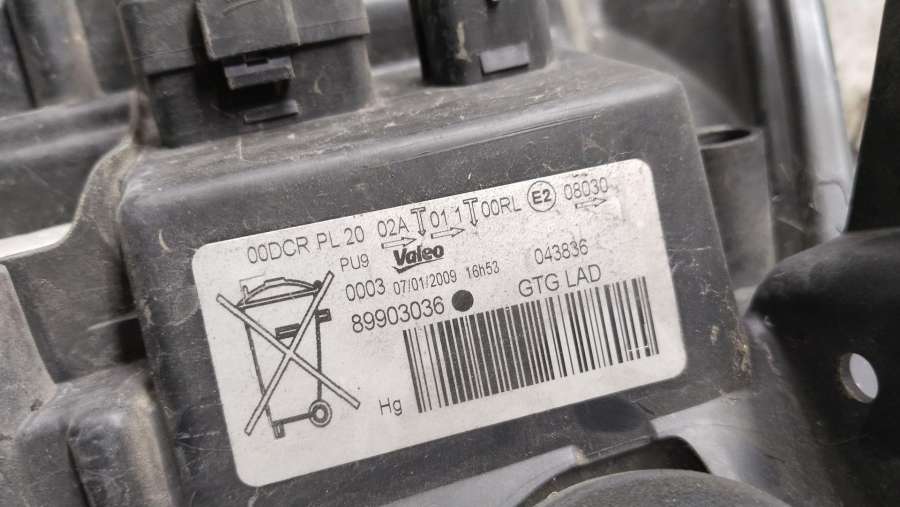 00DCR PL 20 02A 01 1 00RL E2 08030
PU9 Valeo 043836
0003 07/01/2009 16h53 GTG LAD
89903036
Hg